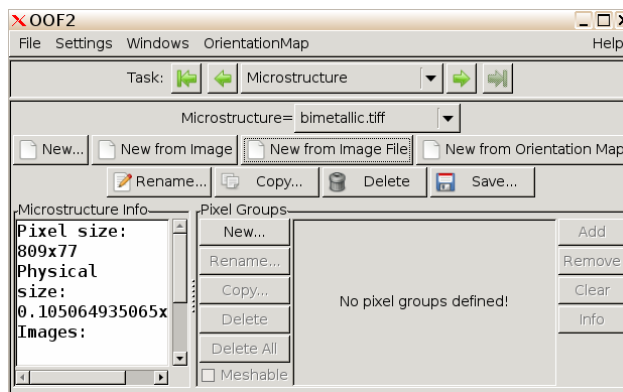 OOF2
File Settings Windows OrientationMap Help
Task: Microstructure
Microstructure= bimetallic.tiff
New... New from Image New from Image File New from Orientation Map
Rename... Copy... Delete Save...
Microstructure Info
Pixel size:
809x77
Physical
size:
0.105064935065x
Images:
Pixel Groups
New...
Rename...
Copy...
Delete
Delete All
Meshable
No pixel groups defined!
Add
Remove
Clear
Info